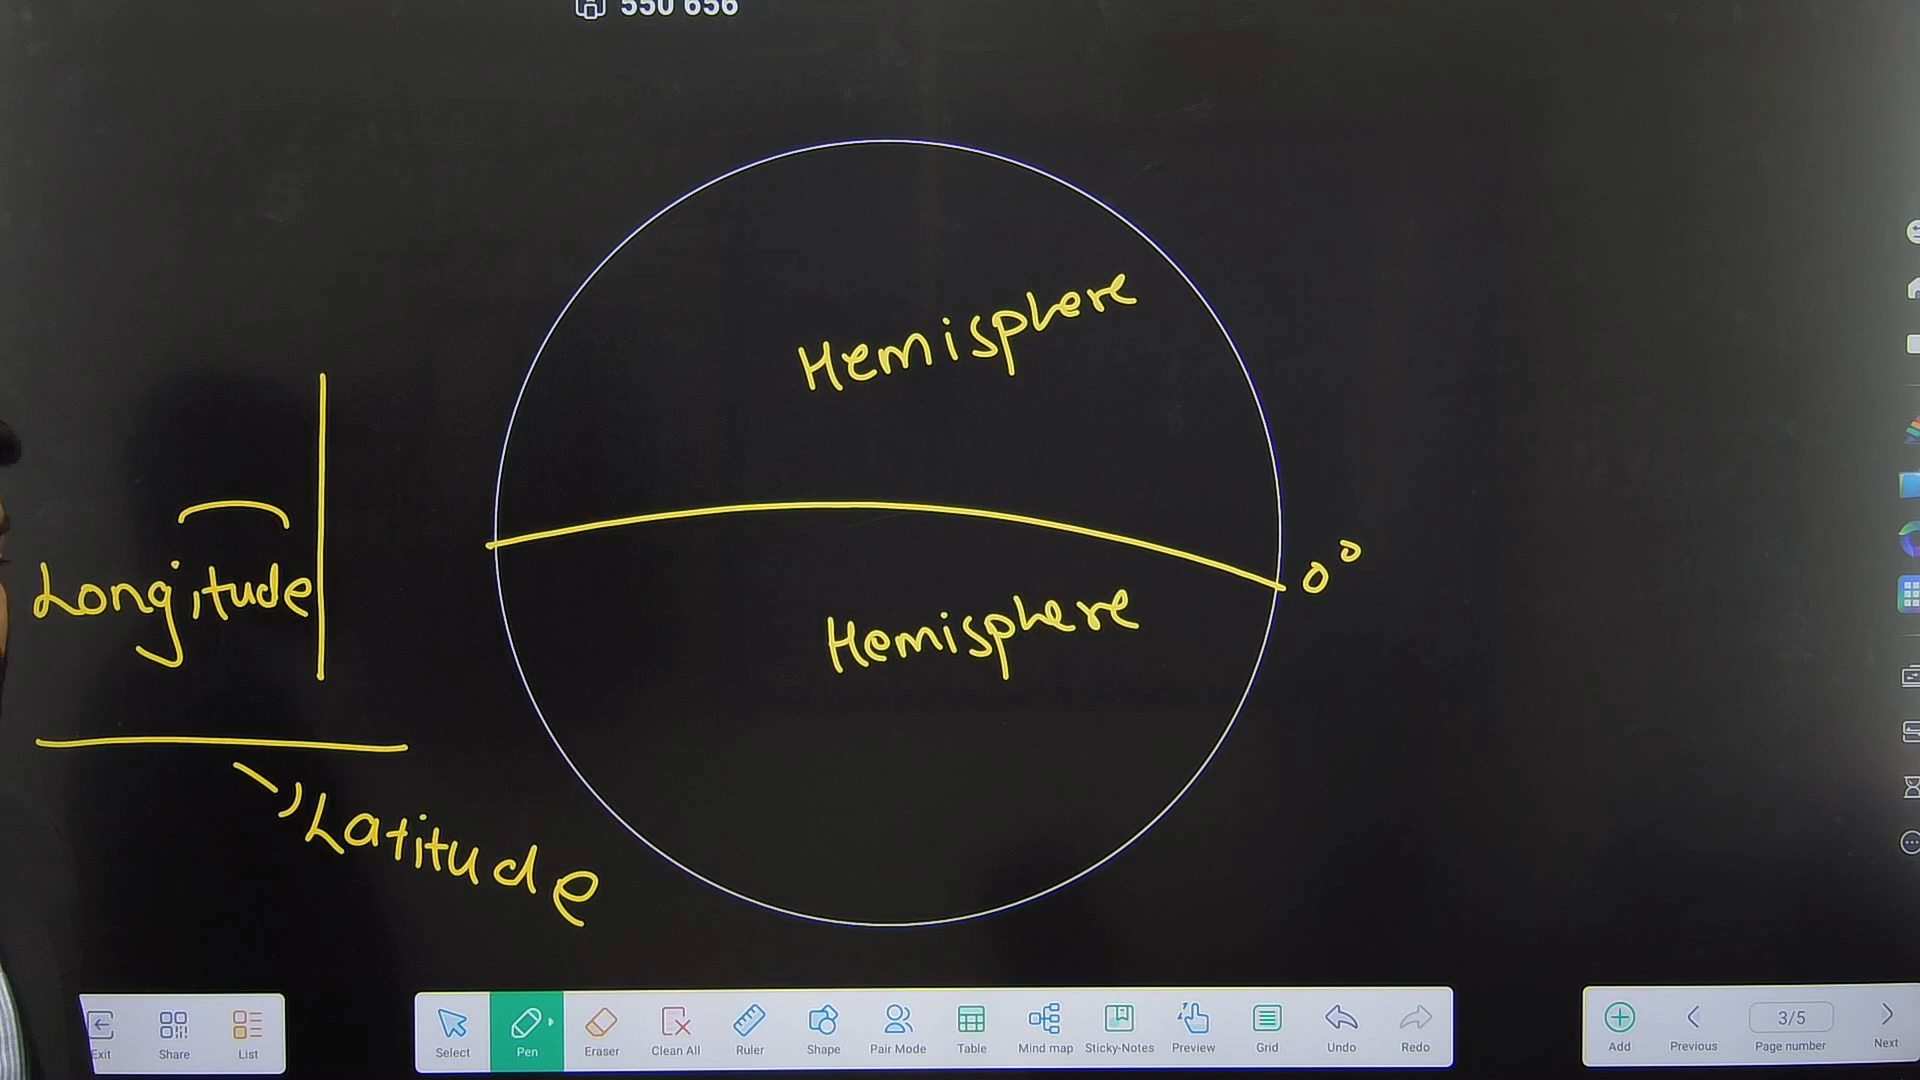 550 656
Hemisphere
0°
Longitude
Hemisphere
Latitude
Exit
Share
List
Select
Pen
Eraser
Clean All
Ruler
Shape
Pair Mode
Table
Mind map
Sticky-Notes
Preview
Grid
Undo
Redo
Add
Previous
3/5
Page number
Next